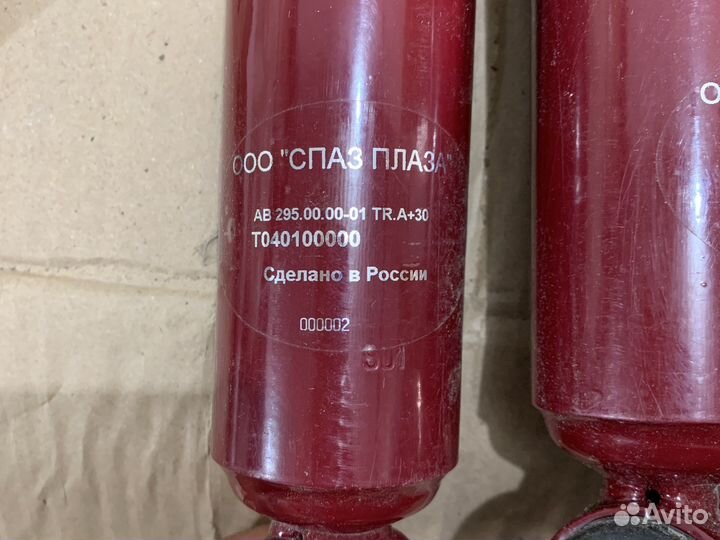 ООО "СПАЗ ПЛАЗА"
АВ 295.00.00-01 TR.A+30
Т040100000
Сделано в России
000002
О
Avito